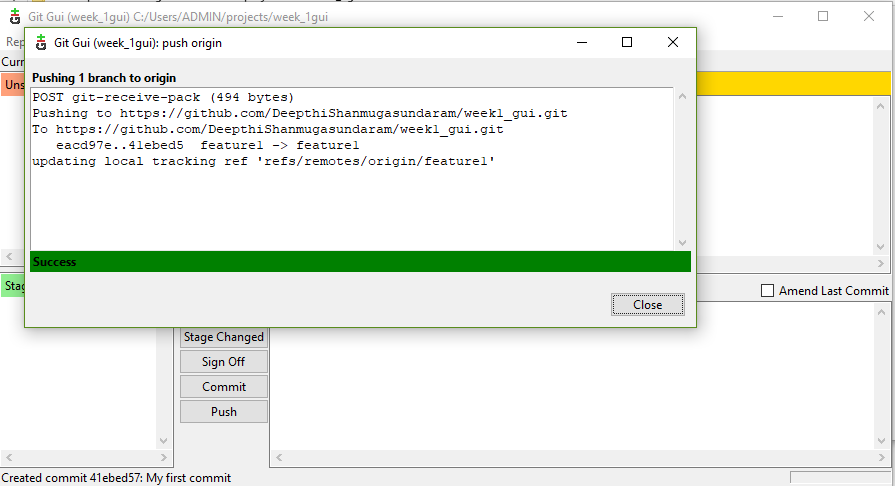 Git Gui (week_1gui) C:/Users/ADMIN/projects/week_1gui
Rep
Git Gui (week_1gui): push origin
Curr
Uns
Pushing 1 branch to origin
POST git-receive-pack (494 bytes)
Pushing to https://github.com/DeepthiShanmugasundaram/week1_gui.git
To https://github.com/DeepthiShanmugasundaram/week1_gui.git
eacd97e..41ebed5 feature1 -> feature1
updating local tracking ref 'refs/remotes/origin/feature1'
Success
Stag
Amend Last Commit
Close
Stage Changed
Sign Off
Commit
Push
Created commit 41ebed57: My first commit